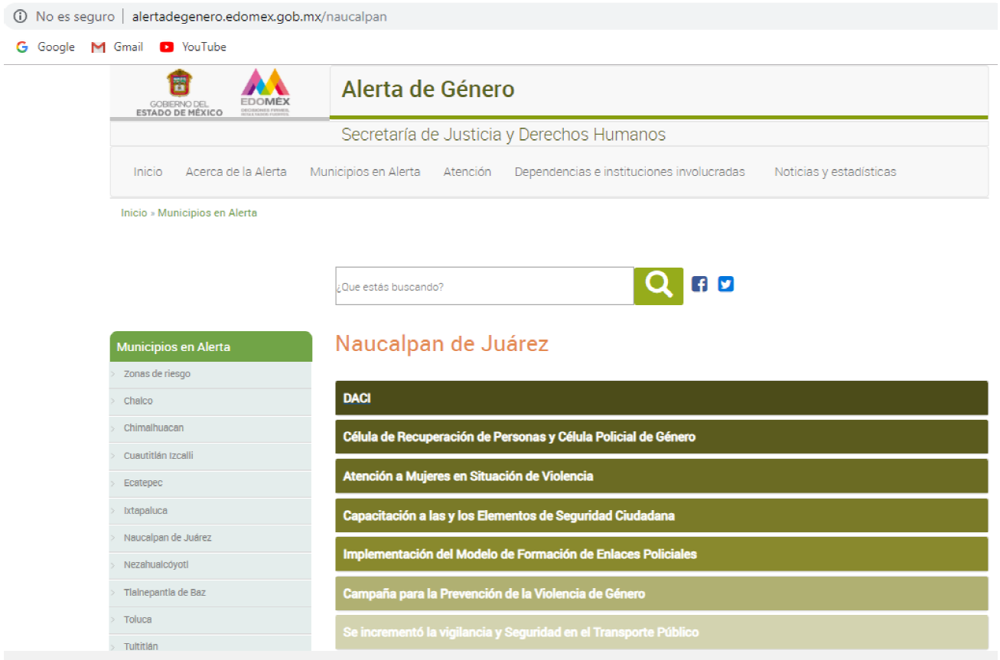 No es seguro | alertadegenero.edomex.gob.mx/naucalpan
Google Gmail YouTube
GOBIERNO DEL
ESTADO DE MÉXICO
EDOMÉX
DECISIONES FIRMES,
RESULTADOS FUERTES.
Alerta de Género
Secretaría de Justicia y Derechos Humanos
Inicio Acerca de la Alerta Municipios en Alerta Atención Dependencias e instituciones involucradas Noticias y estadísticas
Inicio » Municipios en Alerta
¿Que estás buscando?
Municipios en Alerta
Zonas de riesgo
Chalco
Chimalhuacan
Cuautitlán Izcalli
Ecatepec
Ixtapaluca
Naucalpan de Juárez
Nezahualcóyotl
Tlalnepantla de Baz
Toluca
Tultitlán
Naucalpan de Juárez
DACI
Célula de Recuperación de Personas y Célula Policial de Género
Atención a Mujeres en Situación de Violencia
Capacitación a las y los Elementos de Seguridad Ciudadana
Implementación del Modelo de Formación de Enlaces Policiales
Campaña para la Prevención de la Violencia de Género
Se incrementó la vigilancia y Seguridad en el Transporte Público